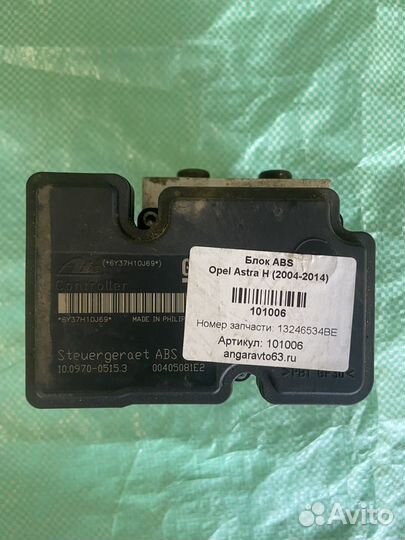 (*6Y37H10J69*)
Controller
*6Y37H10J69*
MADE IN PHILIP
Steuergeraet ABS
10.0970-0515.3
00405081E2
Блок ABS
Opel Astra H (2004-2014)
101006
Номер запчасти: 13246534BE
Артикул: 101006
angaravto63.ru
Avito